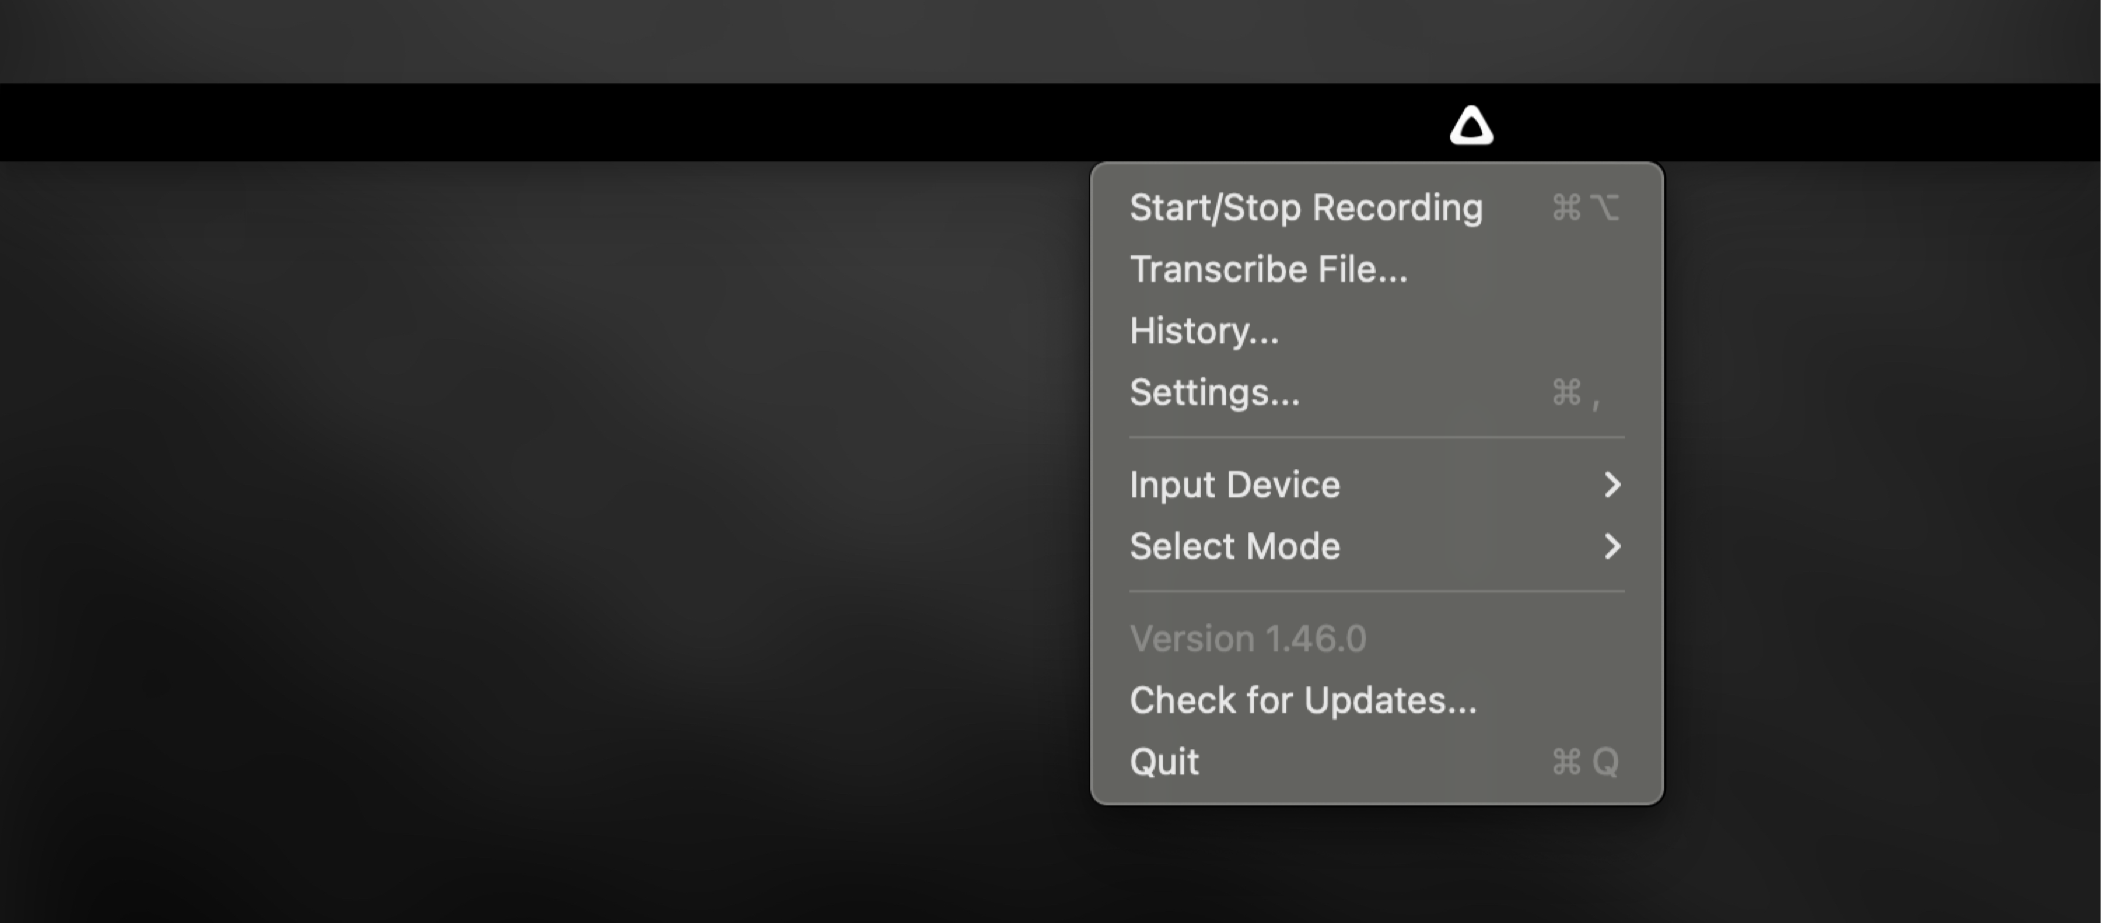 Start/Stop Recording ⌘⌥
Transcribe File...
History...
Settings... ⌘,
Input Device
Select Mode
Version 1.46.0
Check for Updates...
Quit ⌘Q